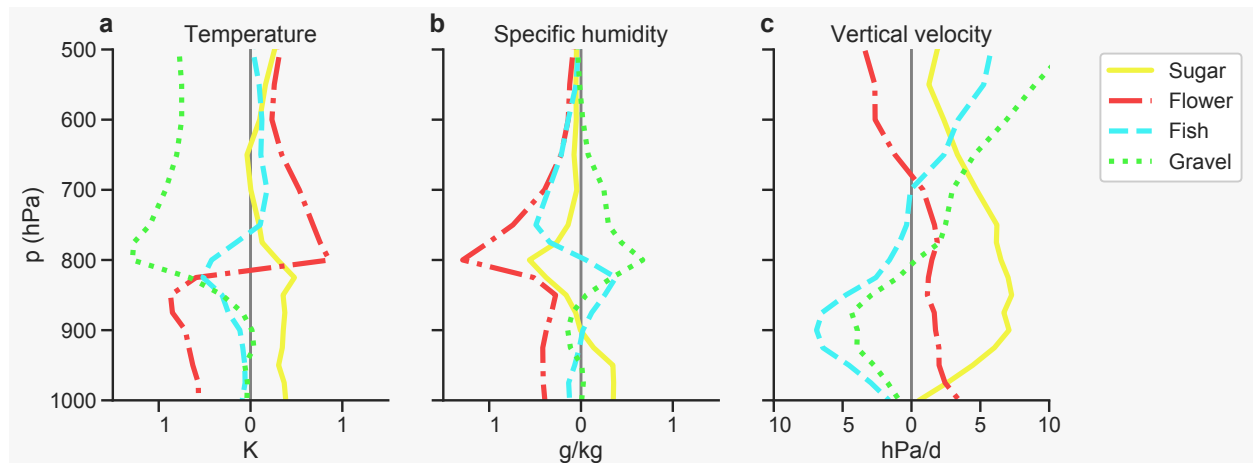 a Temperature
b Specific humidity
c Vertical velocity
500
600
700
800
900
1000
p (hPa)
1 0 1
K
1 0 1
g/kg
10 5 0 5 10
hPa/d
Sugar
Flower
Fish
Gravel